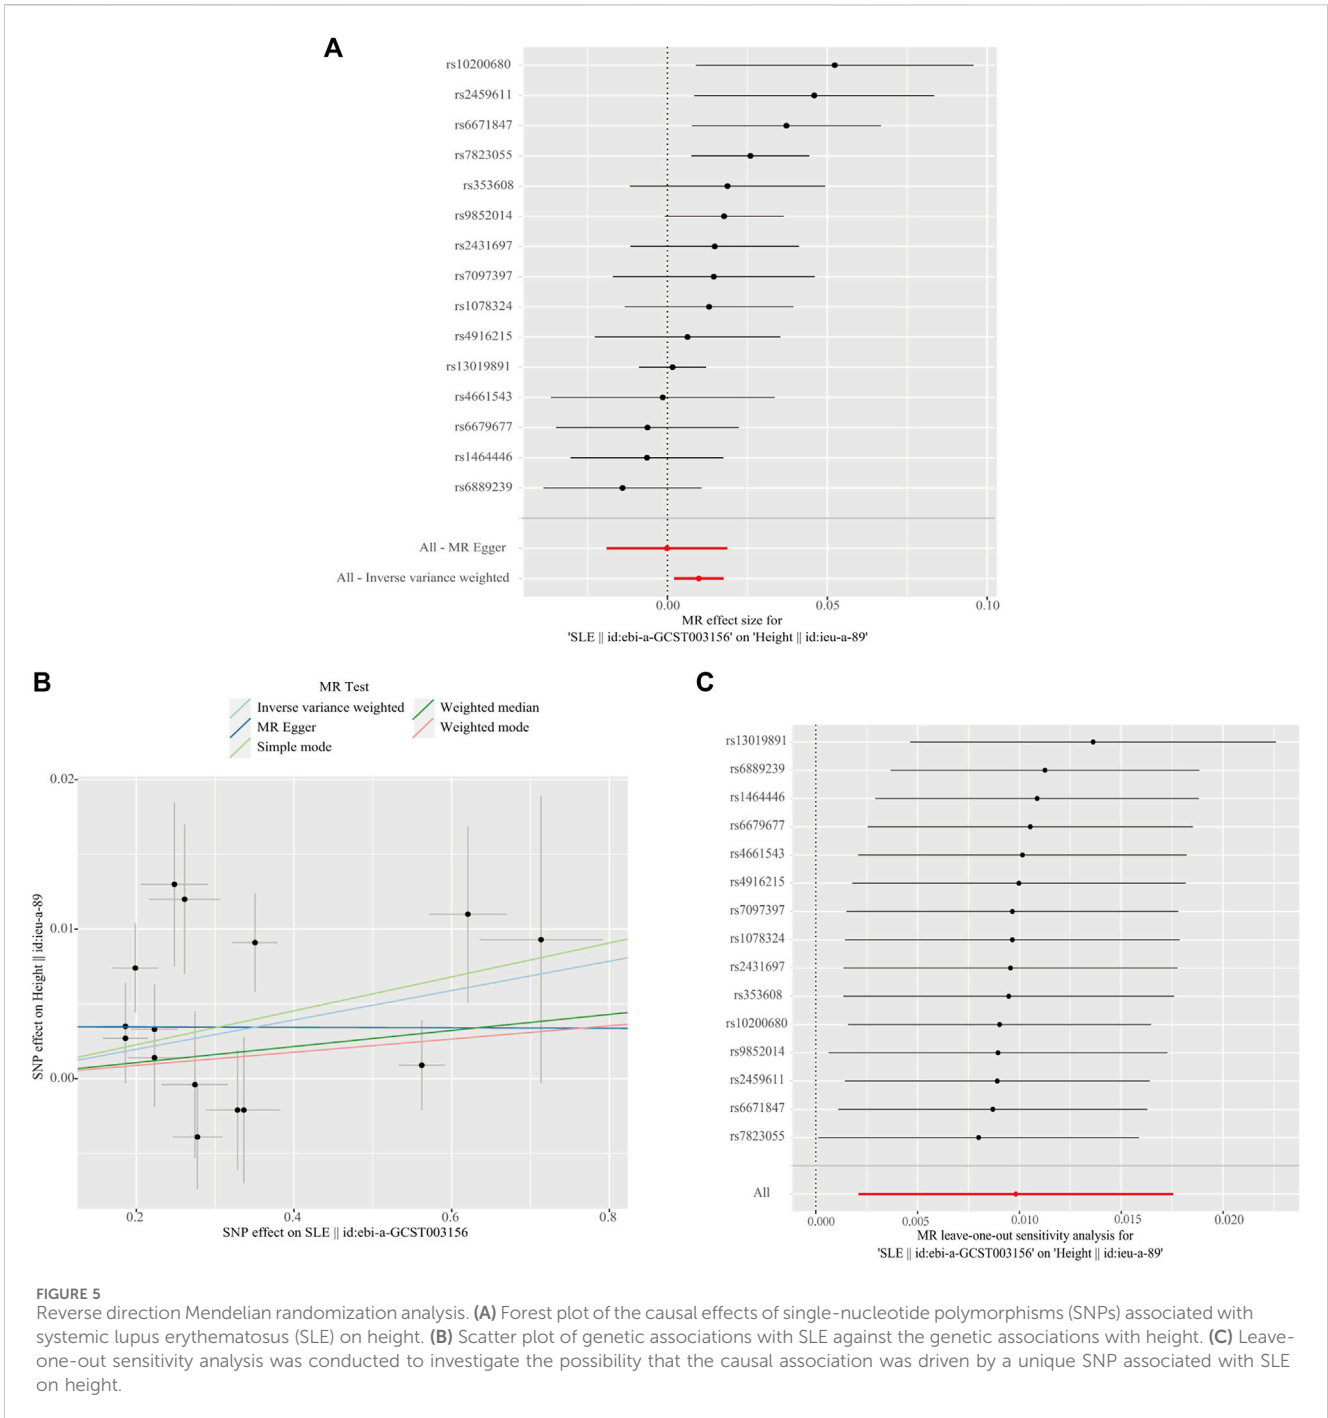 A
rs10200680
rs2459611
rs6671847
rs7823055
rs353608
rs9852014
rs2431697
rs7097397
rs1078324
rs4916215
rs13019891
rs4661543
rs6679677
rs1464446
rs6889239
All - MR Egger
All - Inverse variance weighted
0.00 0.05 0.10
MR effect size for
'SLE || id:ebi-a-GCST003156' on 'Height || id:ieu-a-89'
B
MR Test
Inverse variance weighted Weighted median
MR Egger Weighted mode
Simple mode
0.02
0.01
0.00
SNP effect on Height || id:ieu-a-89
0.2 0.4 0.6 0.8
SNP effect on SLE || id:ebi-a-GCST003156
C
rs13019891
rs6889239
rs1464446
rs6679677
rs4661543
rs4916215
rs7097397
rs1078324
rs2431697
rs353608
rs10200680
rs9852014
rs2459611
rs6671847
rs7823055
All
0.000 0.005 0.010 0.015 0.020
MR leave-one-out sensitivity analysis for
'SLE || id:ebi-a-GCST003156' on 'Height || id:ieu-a-89'
FIGURE 5
Reverse direction Mendelian randomization analysis. (A) Forest plot of the causal effects of single-nucleotide polymorphisms (SNPs) associated with
systemic lupus erythematosus (SLE) on height. (B) Scatter plot of genetic associations with SLE against the genetic associations with height. (C) Leave-
one-out sensitivity analysis was conducted to investigate the possibility that the causal association was driven by a unique SNP associated with SLE
on height.